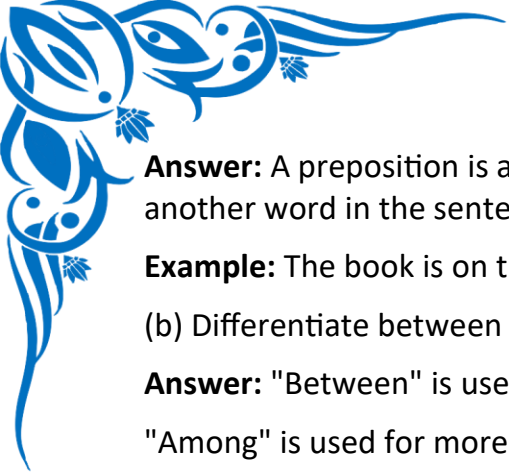 Answer: A preposition is a
another word in the sente
Example: The book is on t
(b) Differentiate between
Answer: "Between" is use
"Among" is used for more